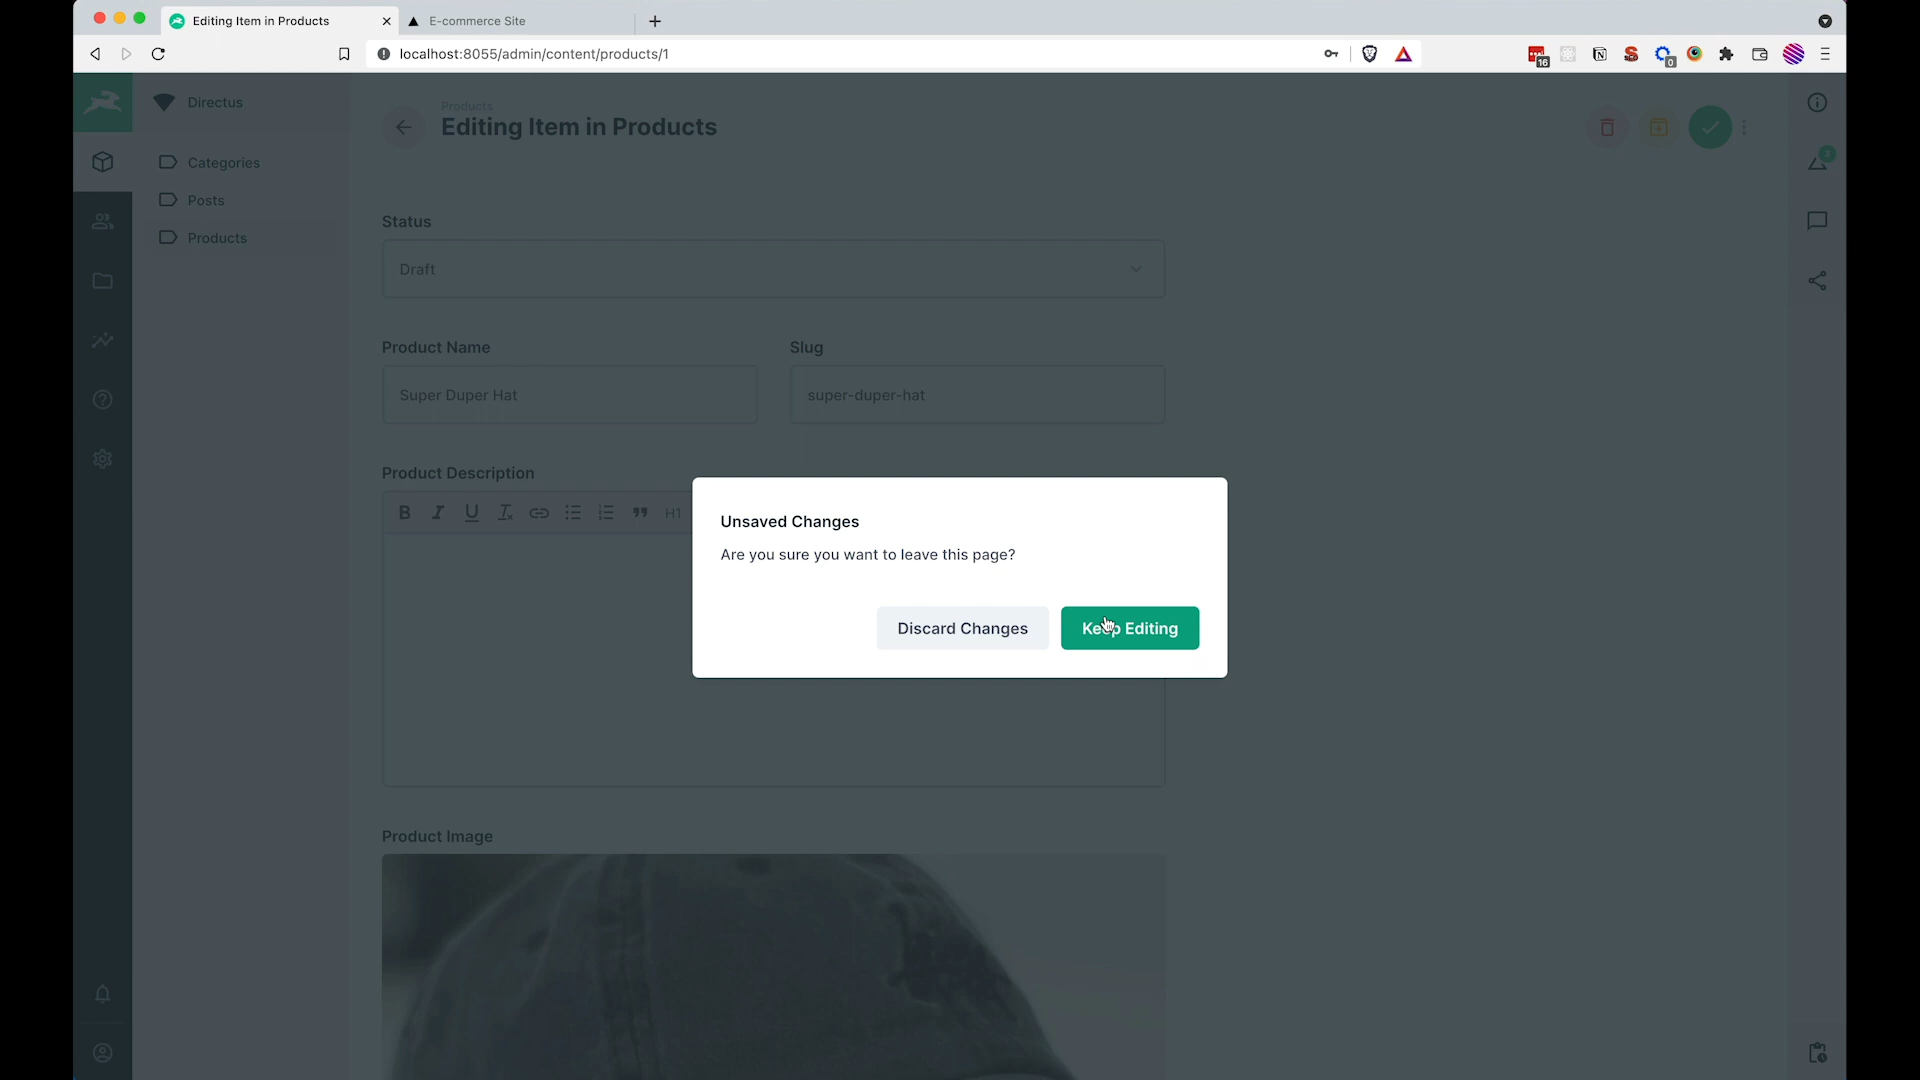 Editing Item in Products
E-commerce Site
localhost:8055/admin/content/products/1
16
0
Directus
Products
Editing Item in Products
Categories
Posts
Products
Status
Draft
Product Name
Slug
Super Duper Hat
super-duper-hat
Product Description
H1
Unsaved Changes
Are you sure you want to leave this page?
Discard Changes
Keep Editing
Product Image